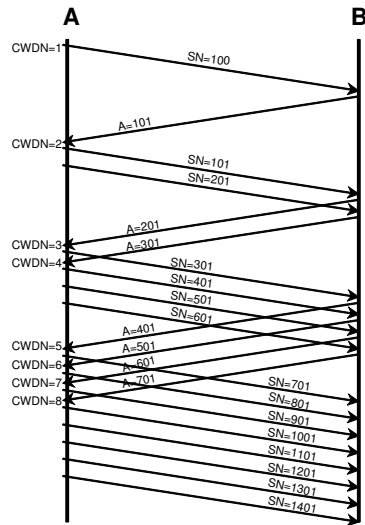 A B
CWDN=1
SN=100
A=101
CWDN=2
SN=101
SN=201
A=201
CWDN=3
A=301
CWDN=4
SN=301
SN=401
SN=501
SN=601
A=401
CWDN=5
A=501
CWDN=6
A=601
CWDN=7
A=701
CWDN=8
SN=701
SN=801
SN=901
SN=1001
SN=1101
SN=1201
SN=1301
SN=1401